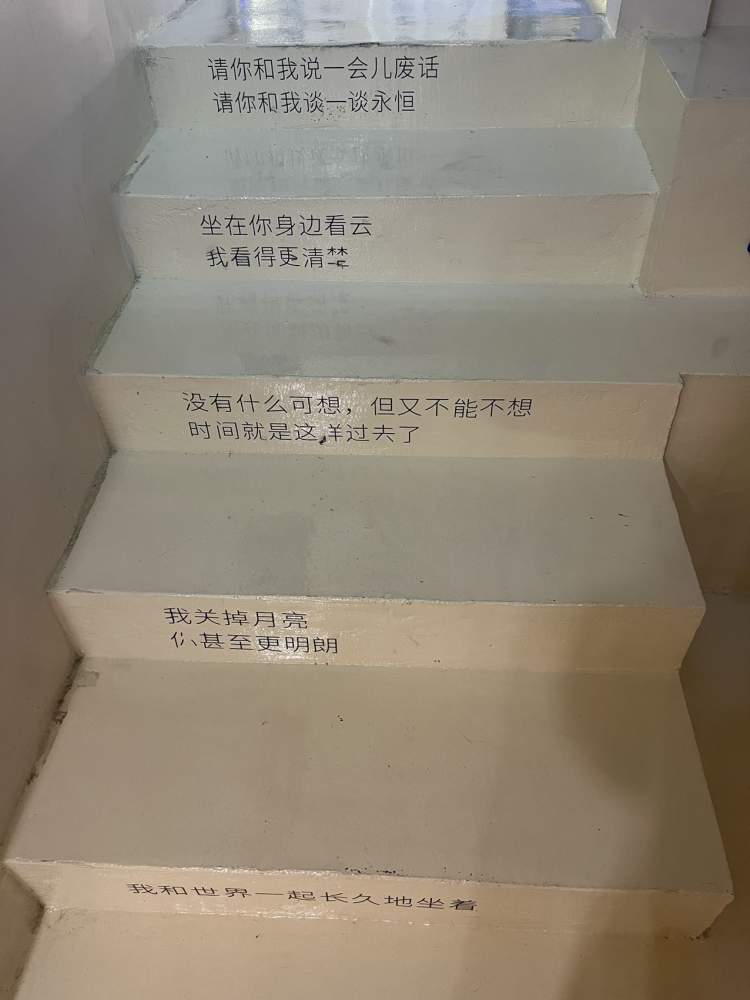 请你和我说一会儿废话
请你和我谈一谈永恒
坐在你身边看云
我看得更清楚
没有什么可想，但又不能不想
时间就是这样过去了
我关掉月亮
你甚至更明朗
我和世界一起长久地坐着